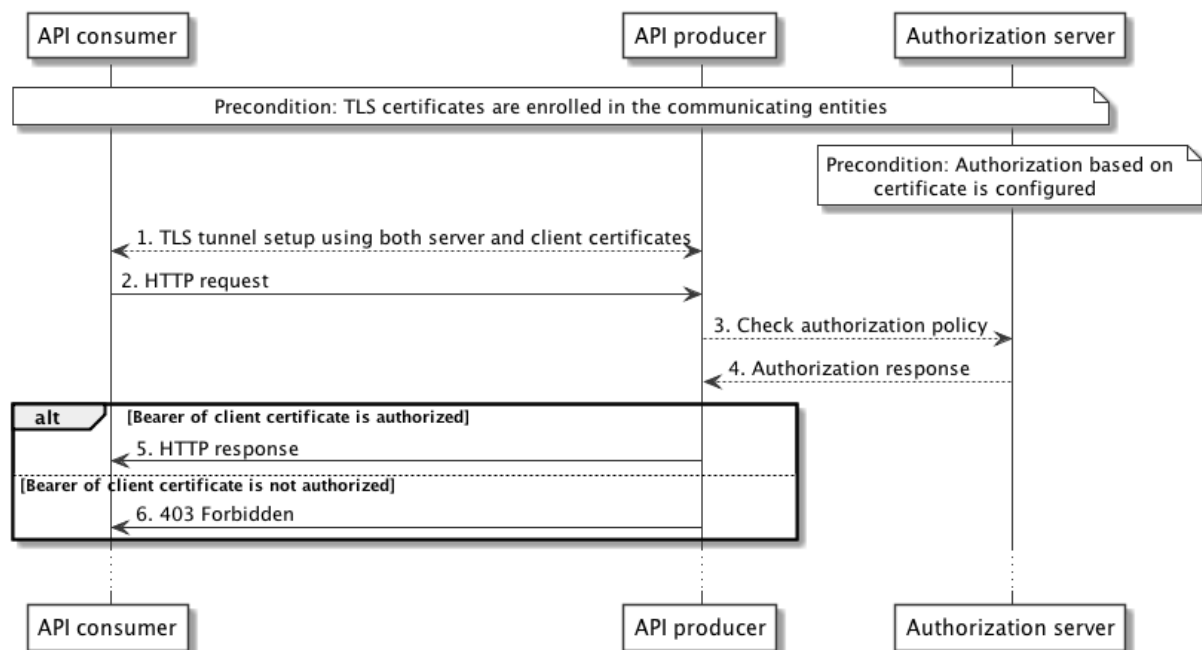 API consumer
API producer
Authorization server
Precondition: TLS certificates are enrolled in the communicating entities
Precondition: Authorization based on
certificate is configured
1. TLS tunnel setup using both server and client certificates
2. HTTP request
3. Check authorization policy
4. Authorization response
alt
[Bearer of client certificate is authorized]
5. HTTP response
[Bearer of client certificate is not authorized]
6. 403 Forbidden
API consumer
API producer
Authorization server